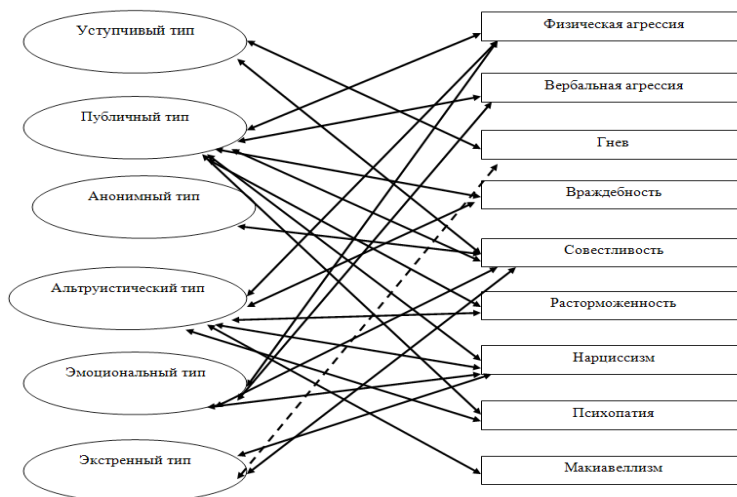 Уступчивый тип
Публичный тип
Анонимный тип
Альтруистический тип
Эмоциональный тип
Экстренный тип
Физическая агрессия
Вербальная агрессия
Гнев
Враждебность
Совестливость
Расторможенность
Нарциссизм
Психопатия
Макиавеллизм